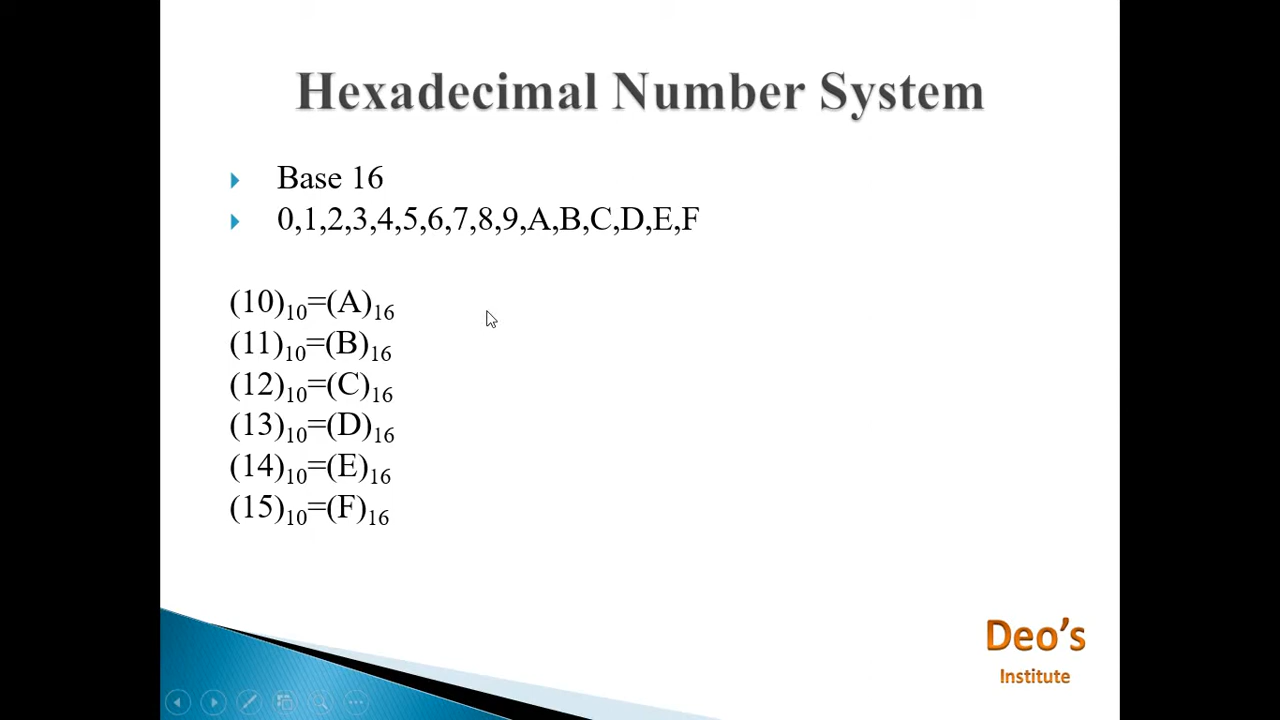 Hexadecimal Number System
Base 16
0,1,2,3,4,5,6,7,8,9,A,B,C,D,E,F
(10)₁₀=(A)₁₆
(11)₁₀=(B)₁₆
(12)₁₀=(C)₁₆
(13)₁₀=(D)₁₆
(14)₁₀=(E)₁₆
(15)₁₀=(F)₁₆
Deo's
Institute